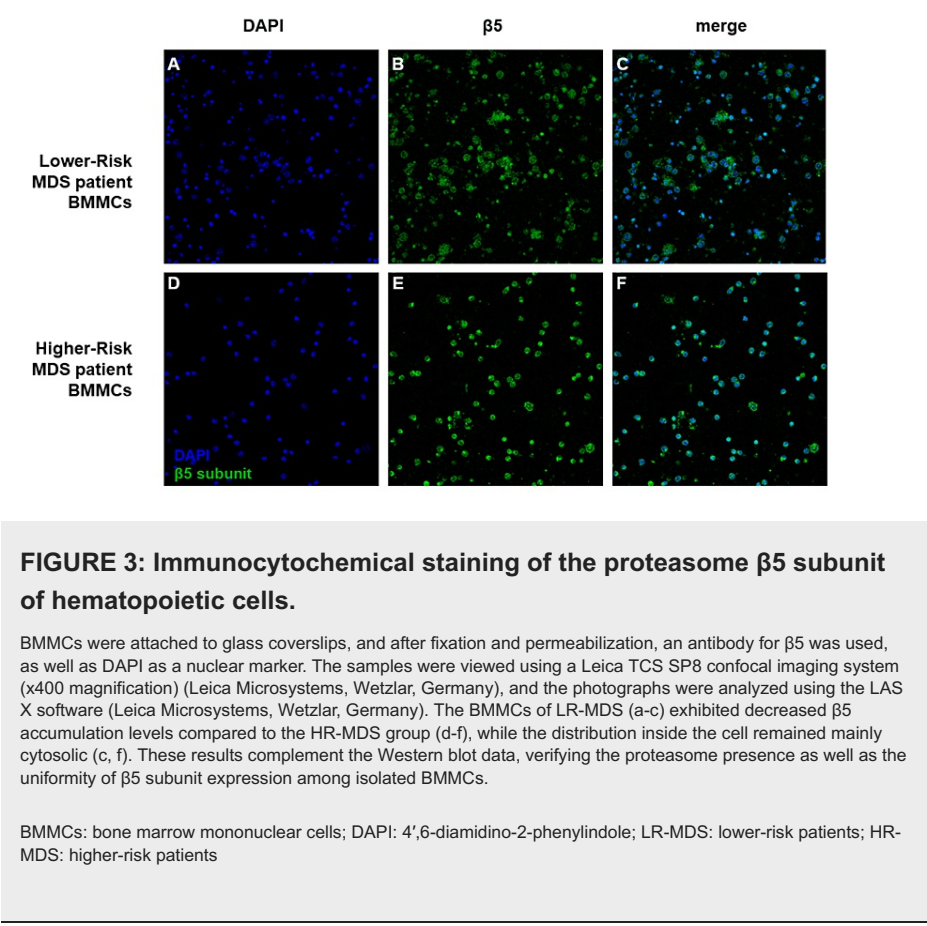 DAPI β5 merge
A B C
Lower-Risk
MDS patient
BMMCs
D E F
Higher-Risk
MDS patient
BMMCs
DAPI
β5 subunit
FIGURE 3: Immunocytochemical staining of the proteasome β5 subunit
of hematopoietic cells.
BMMCs were attached to glass coverslips, and after fixation and permeabilization, an antibody for β5 was used,
as well as DAPI as a nuclear marker. The samples were viewed using a Leica TCS SP8 confocal imaging system
(x400 magnification) (Leica Microsystems, Wetzlar, Germany), and the photographs were analyzed using the LAS
X software (Leica Microsystems, Wetzlar, Germany). The BMMCs of LR-MDS (a-c) exhibited decreased β5
accumulation levels compared to the HR-MDS group (d-f), while the distribution inside the cell remained mainly
cytosolic (c, f). These results complement the Western blot data, verifying the proteasome presence as well as the
uniformity of β5 subunit expression among isolated BMMCs.
BMMCs: bone marrow mononuclear cells; DAPI: 4′,6-diamidino-2-phenylindole; LR-MDS: lower-risk patients; HR-
MDS: higher-risk patients